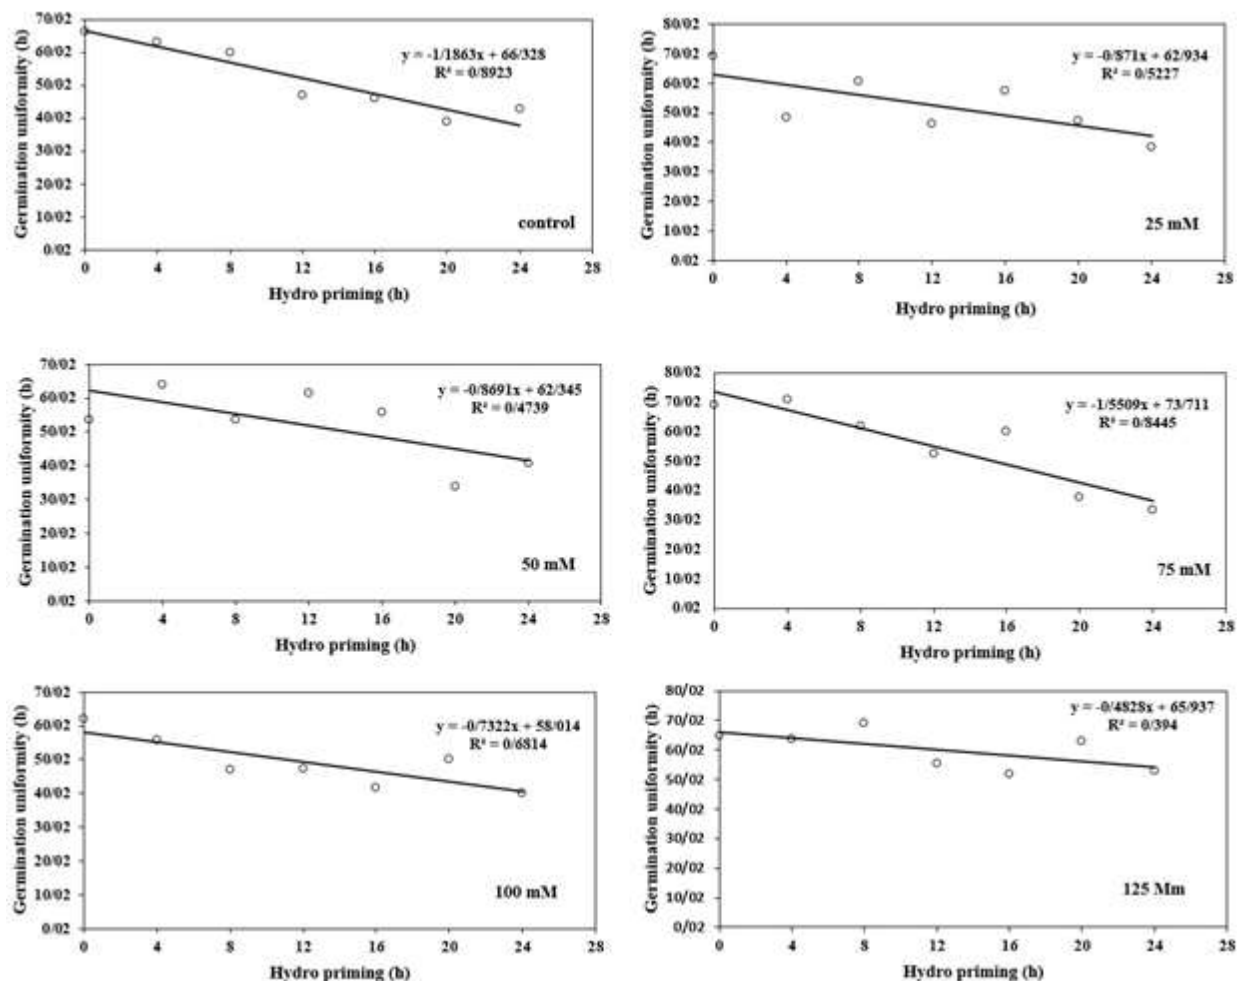 Germination uniformity (h)
70/02
60/02
50/02
40/02
30/02
20/02
10/02
0/02
y = -1/1863x + 66/328
R² = 0/8923
control
0 4 8 12 16 20 24 28
Hydro priming (h)
Germination uniformity (h)
80/02
70/02
60/02
50/02
40/02
30/02
20/02
10/02
0/02
y = -0/871x + 62/934
R² = 0/5227
25 mM
0 4 8 12 16 20 24 28
Hydro priming (h)
Germination uniformity (h)
70/02
60/02
50/02
40/02
30/02
20/02
10/02
0/02
y = -0/8691x + 62/345
R² = 0/4739
50 mM
0 4 8 12 16 20 24 28
Hydro priming (h)
Germination uniformity (h)
80/02
70/02
60/02
50/02
40/02
30/02
20/02
10/02
0/02
y = -1/5509x + 73/711
R² = 0/8445
75 mM
0 4 8 12 16 20 24 28
Hydro priming (h)
Germination uniformity (h)
70/02
60/02
50/02
40/02
30/02
20/02
10/02
0/02
y = -0/7322x + 58/014
R² = 0/6814
100 mM
0 4 8 12 16 20 24 28
Hydro priming (h)
Germination uniformity (h)
80/02
70/02
60/02
50/02
40/02
30/02
20/02
10/02
0/02
y = -0/4828x + 65/937
R² = 0/394
125 Mm
0 4 8 12 16 20 24 28
Hydro priming (h)